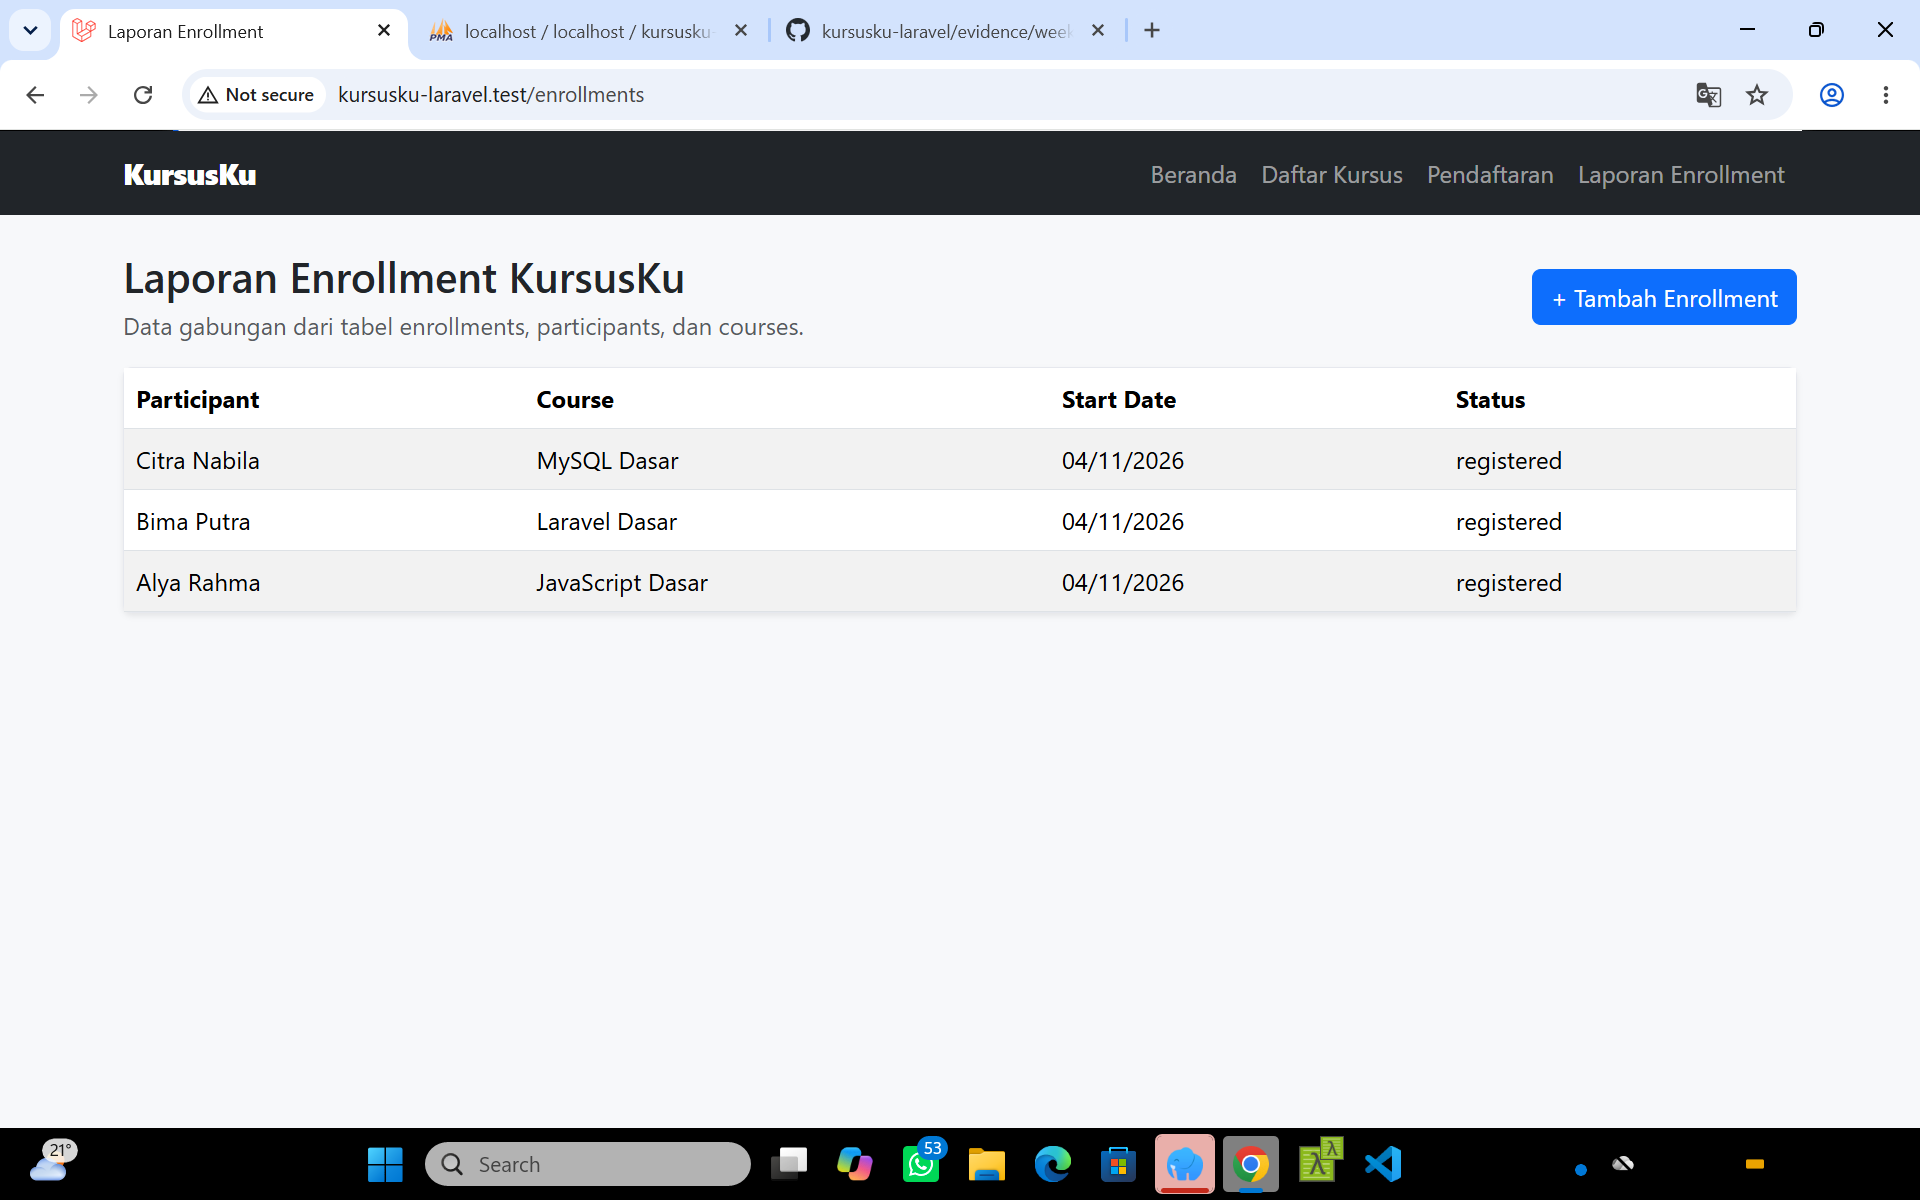 Laporan Enrollment
localhost / localhost / kursusku-
kursusku-laravel/evidence/week
Not secure
kursusku-laravel.test/enrollments
KursusKu
Beranda Daftar Kursus Pendaftaran Laporan Enrollment
Laporan Enrollment KursusKu
+ Tambah Enrollment
Data gabungan dari tabel enrollments, participants, dan courses.
Participant Course Start Date Status
Citra Nabila MySQL Dasar 04/11/2026 registered
Bima Putra Laravel Dasar 04/11/2026 registered
Alya Rahma JavaScript Dasar 04/11/2026 registered
21°
Search
53